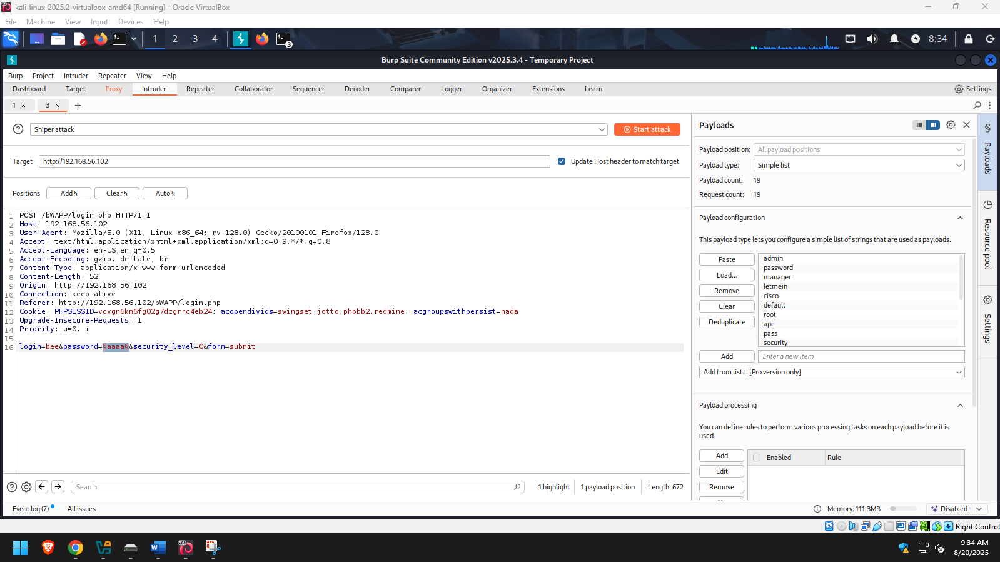 kali-linux-2025.2-virtualbox-amd64 [Running] - Oracle VirtualBox
File Machine View Input Devices Help
1 2 3 4 3 8:34
Burp Suite Community Edition v2025.3.4 - Temporary Project
Burp Project Intruder Repeater View Help
Dashboard Target Proxy Intruder Repeater Collaborator Sequencer Decoder Comparer Logger Organizer Extensions Learn Settings
1 × 3 × +
Sniper attack Start attack
Target http://192.168.56.102 Update Host header to match target
Positions Add § Clear § Auto §
1 POST /bWAPP/login.php HTTP/1.1
2 Host: 192.168.56.102
3 User-Agent: Mozilla/5.0 (X11; Linux x86_64; rv:128.0) Gecko/20100101 Firefox/128.0
4 Accept: text/html,application/xhtml+xml,application/xml;q=0.9,*/*;q=0.8
5 Accept-Language: en-US,en;q=0.5
6 Accept-Encoding: gzip, deflate, br
7 Content-Type: application/x-www-form-urlencoded
8 Content-Length: 52
9 Origin: http://192.168.56.102
10 Connection: keep-alive
11 Referer: http://192.168.56.102/bWAPP/login.php
12 Cookie: PHPSESSID=vovgn6km6fg02g7dcgrrc4eb24; acopendivids=swingset,jotto,phpbb2,redmine; acgroupswithpersist=nada
13 Upgrade-Insecure-Requests: 1
14 Priority: u=0, i
15
16 login=bee&password=§aaaa§&security_level=0&form=submit
Search 1 highlight 1 payload position Length: 672
Payloads
Payload position: All payload positions
Payload type: Simple list
Payload count: 19
Request count: 19
Payload configuration
This payload type lets you configure a simple list of strings that are used as payloads.
Paste
Load...
Remove
Clear
Deduplicate
admin
password
manager
letmein
cisco
default
root
apc
pass
security
Add Enter a new item
Add from list... [Pro version only]
Payload processing
You can define rules to perform various processing tasks on each payload before it is
used.
Add
Edit
Remove
Enabled Rule
§ Payloads
Resource pool
Settings
Event log (7) All issues Memory: 111.3MB Disabled
Right Control
9:34 AM
8/20/2025